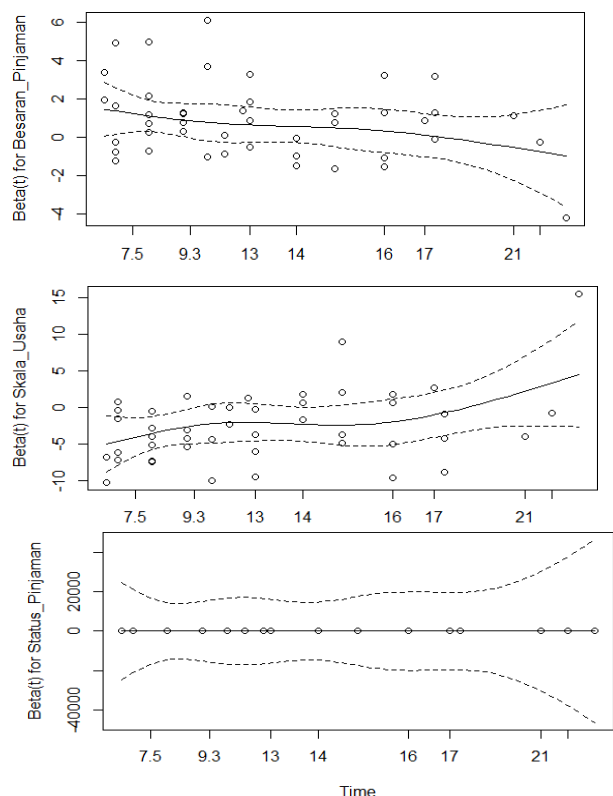 Beta(t) for Besaran_Pinjaman
6
4
2
0
-2
-4
7.5 9.3 13 14 16 17 21
Beta(t) for Skala_Usaha
15
10
5
0
-5
-10
7.5 9.3 13 14 16 17 21
Beta(t) for Status_Pinjaman
20000
0
-40000
7.5 9.3 13 14 16 17 21
Time